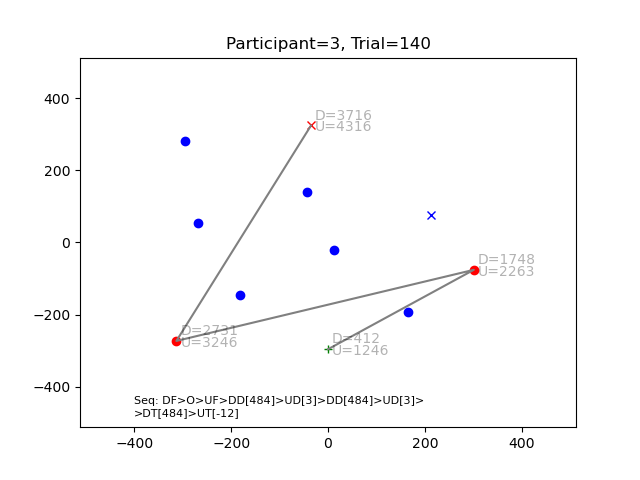 Participant=3, Trial=140
400
200
0
−200
−400
D=3716
U=4316
D=1748
U=2263
D=2731
U=3246
D=412
U=1246
Seq: DF>O>UF>DD[484]>UD[3]>DD[484]>UD[3]>
>DT[484]>UT[-12]
−400
−200
0
200
400